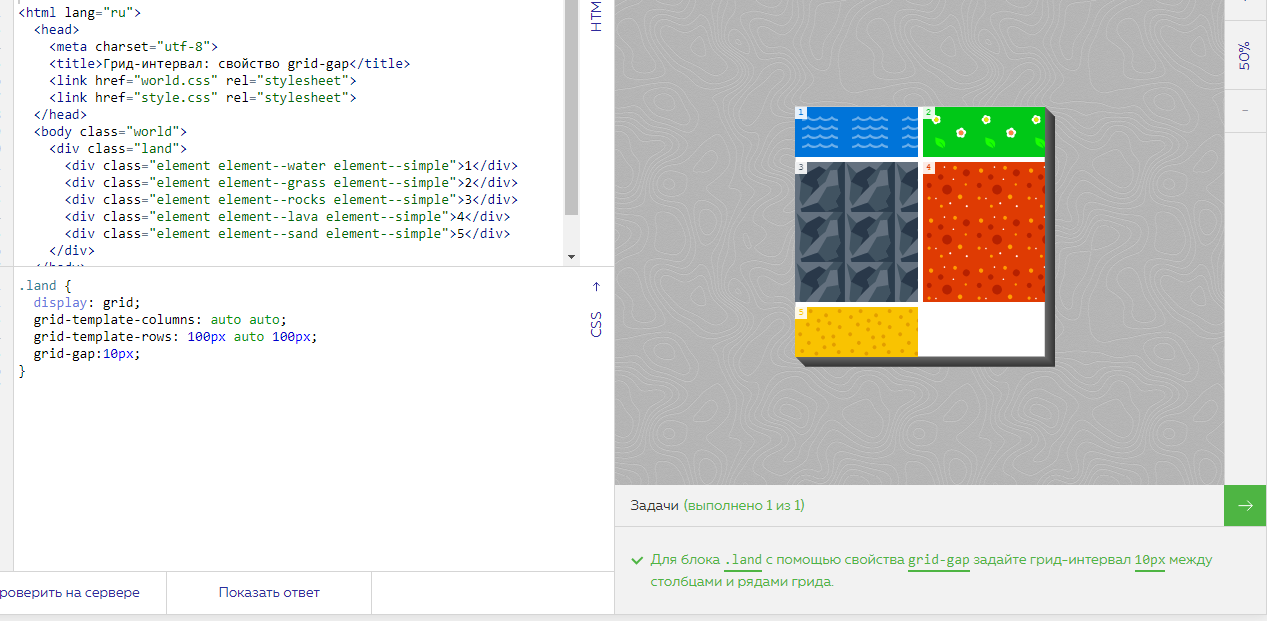 <html lang="ru">
<head>
<meta charset="utf-8">
<title>Грид-интервал: свойство grid-gap</title>
<link href="world.css" rel="stylesheet">
<link href="style.css" rel="stylesheet">
</head>
<body class="world">
<div class="land">
<div class="element element--water element--simple">1</div>
<div class="element element--grass element--simple">2</div>
<div class="element element--rocks element--simple">3</div>
<div class="element element--lava element--simple">4</div>
<div class="element element--sand element--simple">5</div>
</div>
HTM
.land {
display: grid;
grid-template-columns: auto auto;
grid-template-rows: 100px auto 100px;
grid-gap:10px;
}
CSS
роверить на сервере
Показать ответ
1
2
3
4
5
50%
Задачи (выполнено 1 из 1)
Для блока .land с помощью свойства grid-gap задайте грид-интервал 10px между
столбцами и рядами грида.